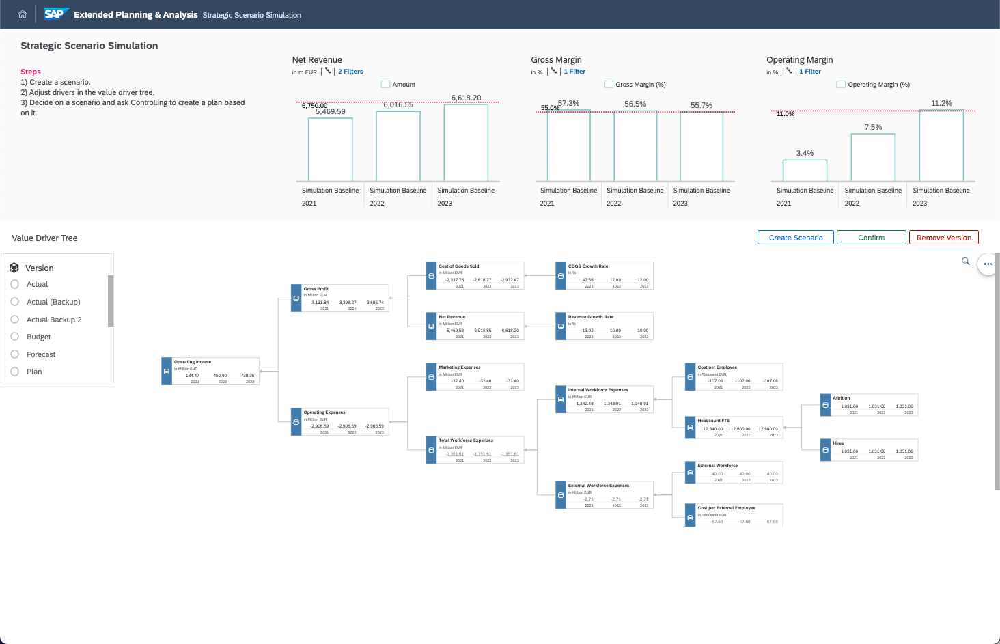 SAP Extended Planning & Analysis Strategic Scenario Simulation
Strategic Scenario Simulation
Steps
1) Create a scenario.
2) Adjust drivers in the value driver tree.
3) Decide on a scenario and ask Controlling to create a plan based
on it.
Net Revenue
in m EUR 2 Filters
Amount
6,750.00
5,469.59 6,016.55 6,618.20
Simulation Baseline Simulation Baseline Simulation Baseline
2021 2022 2023
Gross Margin
in % 1 Filter
Gross Margin (%)
55.0%
57.3% 56.5% 55.7%
Simulation Baseline Simulation Baseline Simulation Baseline
2021 2022 2023
Operating Margin
in % 1 Filter
Operating Margin (%)
11.0%
3.4% 7.5% 11.2%
Simulation Baseline Simulation Baseline Simulation Baseline
2021 2022 2023
Value Driver Tree
Create Scenario Confirm Remove Version
Version
Actual
Actual (Backup)
Actual Backup 2
Budget
Forecast
Plan
Operating Income
in Million EUR
184.47 450.90 738.36
2021 2022 2023
Gross Profit
in Million EUR
3,131.84 3,398.27 3,685.74
2021 2022 2023
Operating Expenses
in Million EUR
-2,906.59 -2,906.59 -2,906.59
2021 2022 2023
Cost of Goods Sold
in Million EUR
-2,337.75 -2,618.27 -2,932.47
2021 2022 2023
Net Revenue
in Million EUR
5,469.59 6,016.55 6,618.20
2021 2022 2023
Marketing Expenses
in Million EUR
-32.40 -32.40 -32.40
2021 2022 2023
Total Workforce Expenses
in Million EUR
-1,351.61 -1,351.61 -1,351.61
2021 2022 2023
COGS Growth Rate
in %
47.56 12.00 12.00
2021 2022 2023
Revenue Growth Rate
in %
13.92 10.00 10.00
2021 2022 2023
Internal Workforce Expenses
in Million EUR
-1,342.48 -1,348.91 -1,348.91
2021 2022 2023
External Workforce Expenses
in Million EUR
-2.71 -2.71 -2.71
2021 2022 2023
Cost per Employee
in Thousand EUR
-107.06 -107.06 -107.06
2021 2022 2023
Headcount FTE
12,540.00 12,600.00 12,600.00
2021 2022 2023
External Workforce
40.00 40.00 40.00
2021 2022 2023
Cost per External Employee
in Thousand EUR
-67.68 -67.68 -67.68
Attrition
1,031.00 1,031.00 1,031.00
2021 2022 2023
Hires
1,031.00 1,031.00 1,031.00
2021 2022 2023